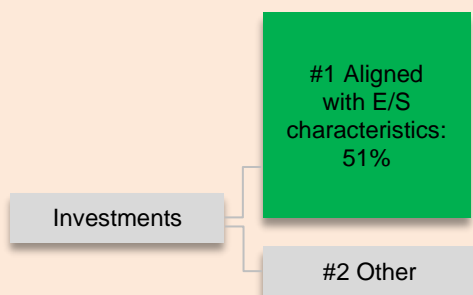 #1 Aligned
with E/S
characteristics:
51%
Investments
#2 Other